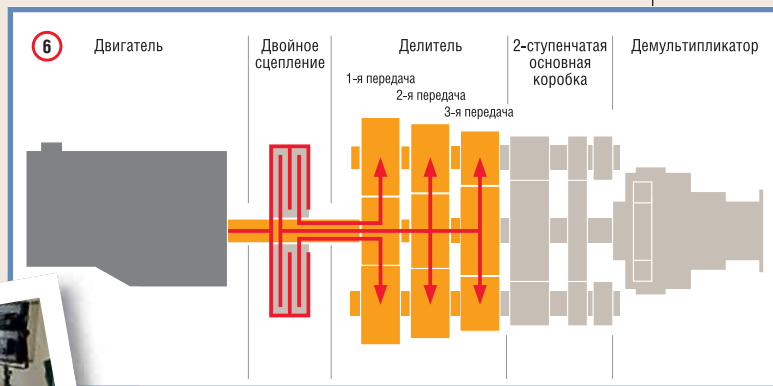 6
Двигатель
Двойное
сцепление
Делитель
2-ступенчатая
основная
коробка
Демультипликатор
1-я передача
2-я передача
3-я передача